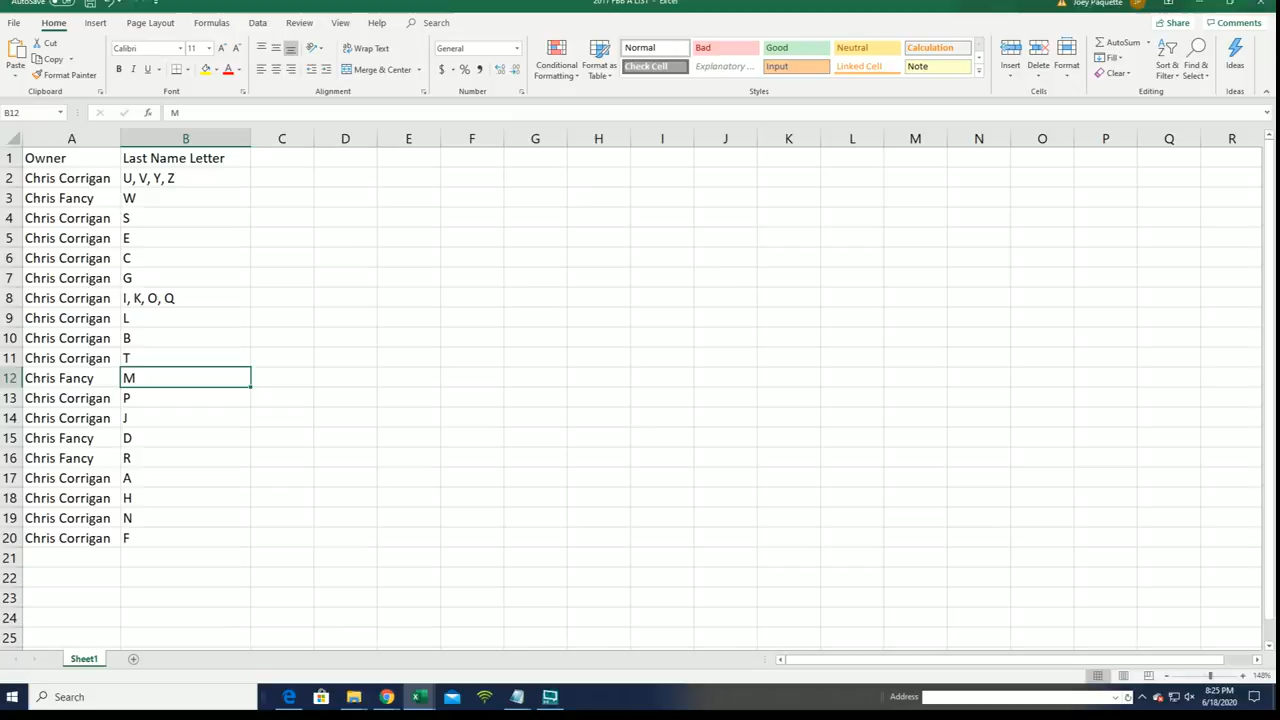 AutoSave
2017 FBB A LIST - Excel
Joey Paquette
JP
File Home Insert Page Layout Formulas Data Review View Help Search
Share Comments
Paste
Cut
Copy
Format Painter
Clipboard
Calibri 11
B I U
Font
Wrap Text
Merge & Center
Alignment
General
$ % ,
Number
Conditional Formatting
Format as Table
Normal Bad Good Neutral Calculation
Check Cell Explanatory ... Input Linked Cell Note
Styles
Insert Delete Format
Cells
AutoSum
Fill
Clear
Sort & Filter
Find & Select
Editing
Ideas
Ideas
B12 fx M
A B C D E F G H I J K L M N O P Q R
1 Owner Last Name Letter
2 Chris Corrigan U, V, Y, Z
3 Chris Fancy W
4 Chris Corrigan S
5 Chris Corrigan E
6 Chris Corrigan C
7 Chris Corrigan G
8 Chris Corrigan I, K, O, Q
9 Chris Corrigan L
10 Chris Corrigan B
11 Chris Corrigan T
12 Chris Fancy M
13 Chris Corrigan P
14 Chris Corrigan J
15 Chris Fancy D
16 Chris Fancy R
17 Chris Corrigan A
18 Chris Corrigan H
19 Chris Corrigan N
20 Chris Corrigan F
21
22
23
24
25
Sheet1
148%
Search
Address
8:25 PM
6/18/2020